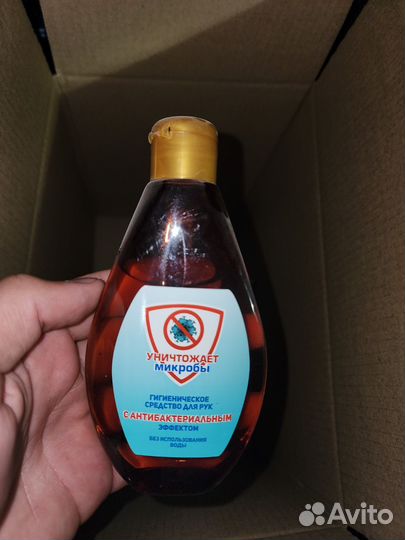 УНИЧТОЖАЕТ
микробы
ГИГИЕНИЧЕСКОЕ
СРЕДСТВО ДЛЯ РУК
С АНТИБАКТЕРИАЛЬНЫМ
ЭФФЕКТОМ
БЕЗ ИСПОЛЬЗОВАНИЯ
ВОДЫ
Avito